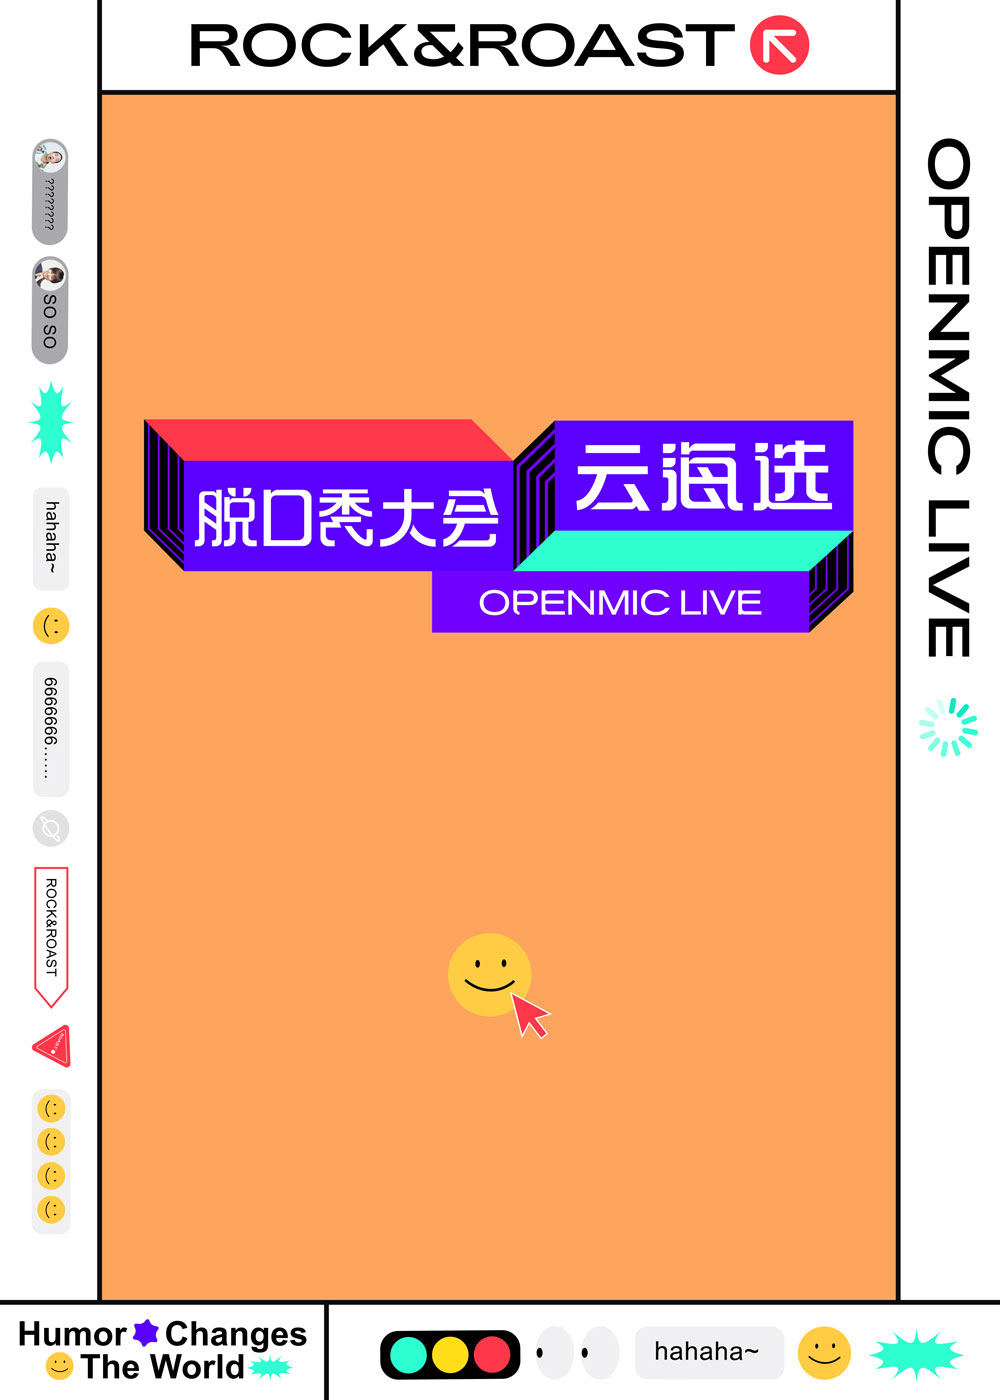 ROCK&ROAST
OPENMIC LIVE
脱口秀大会
云海选
OPENMIC LIVE
????????
SO SO
hahaha~
6666666......
ROCK&ROAST
Humor Changes
The World
hahaha~